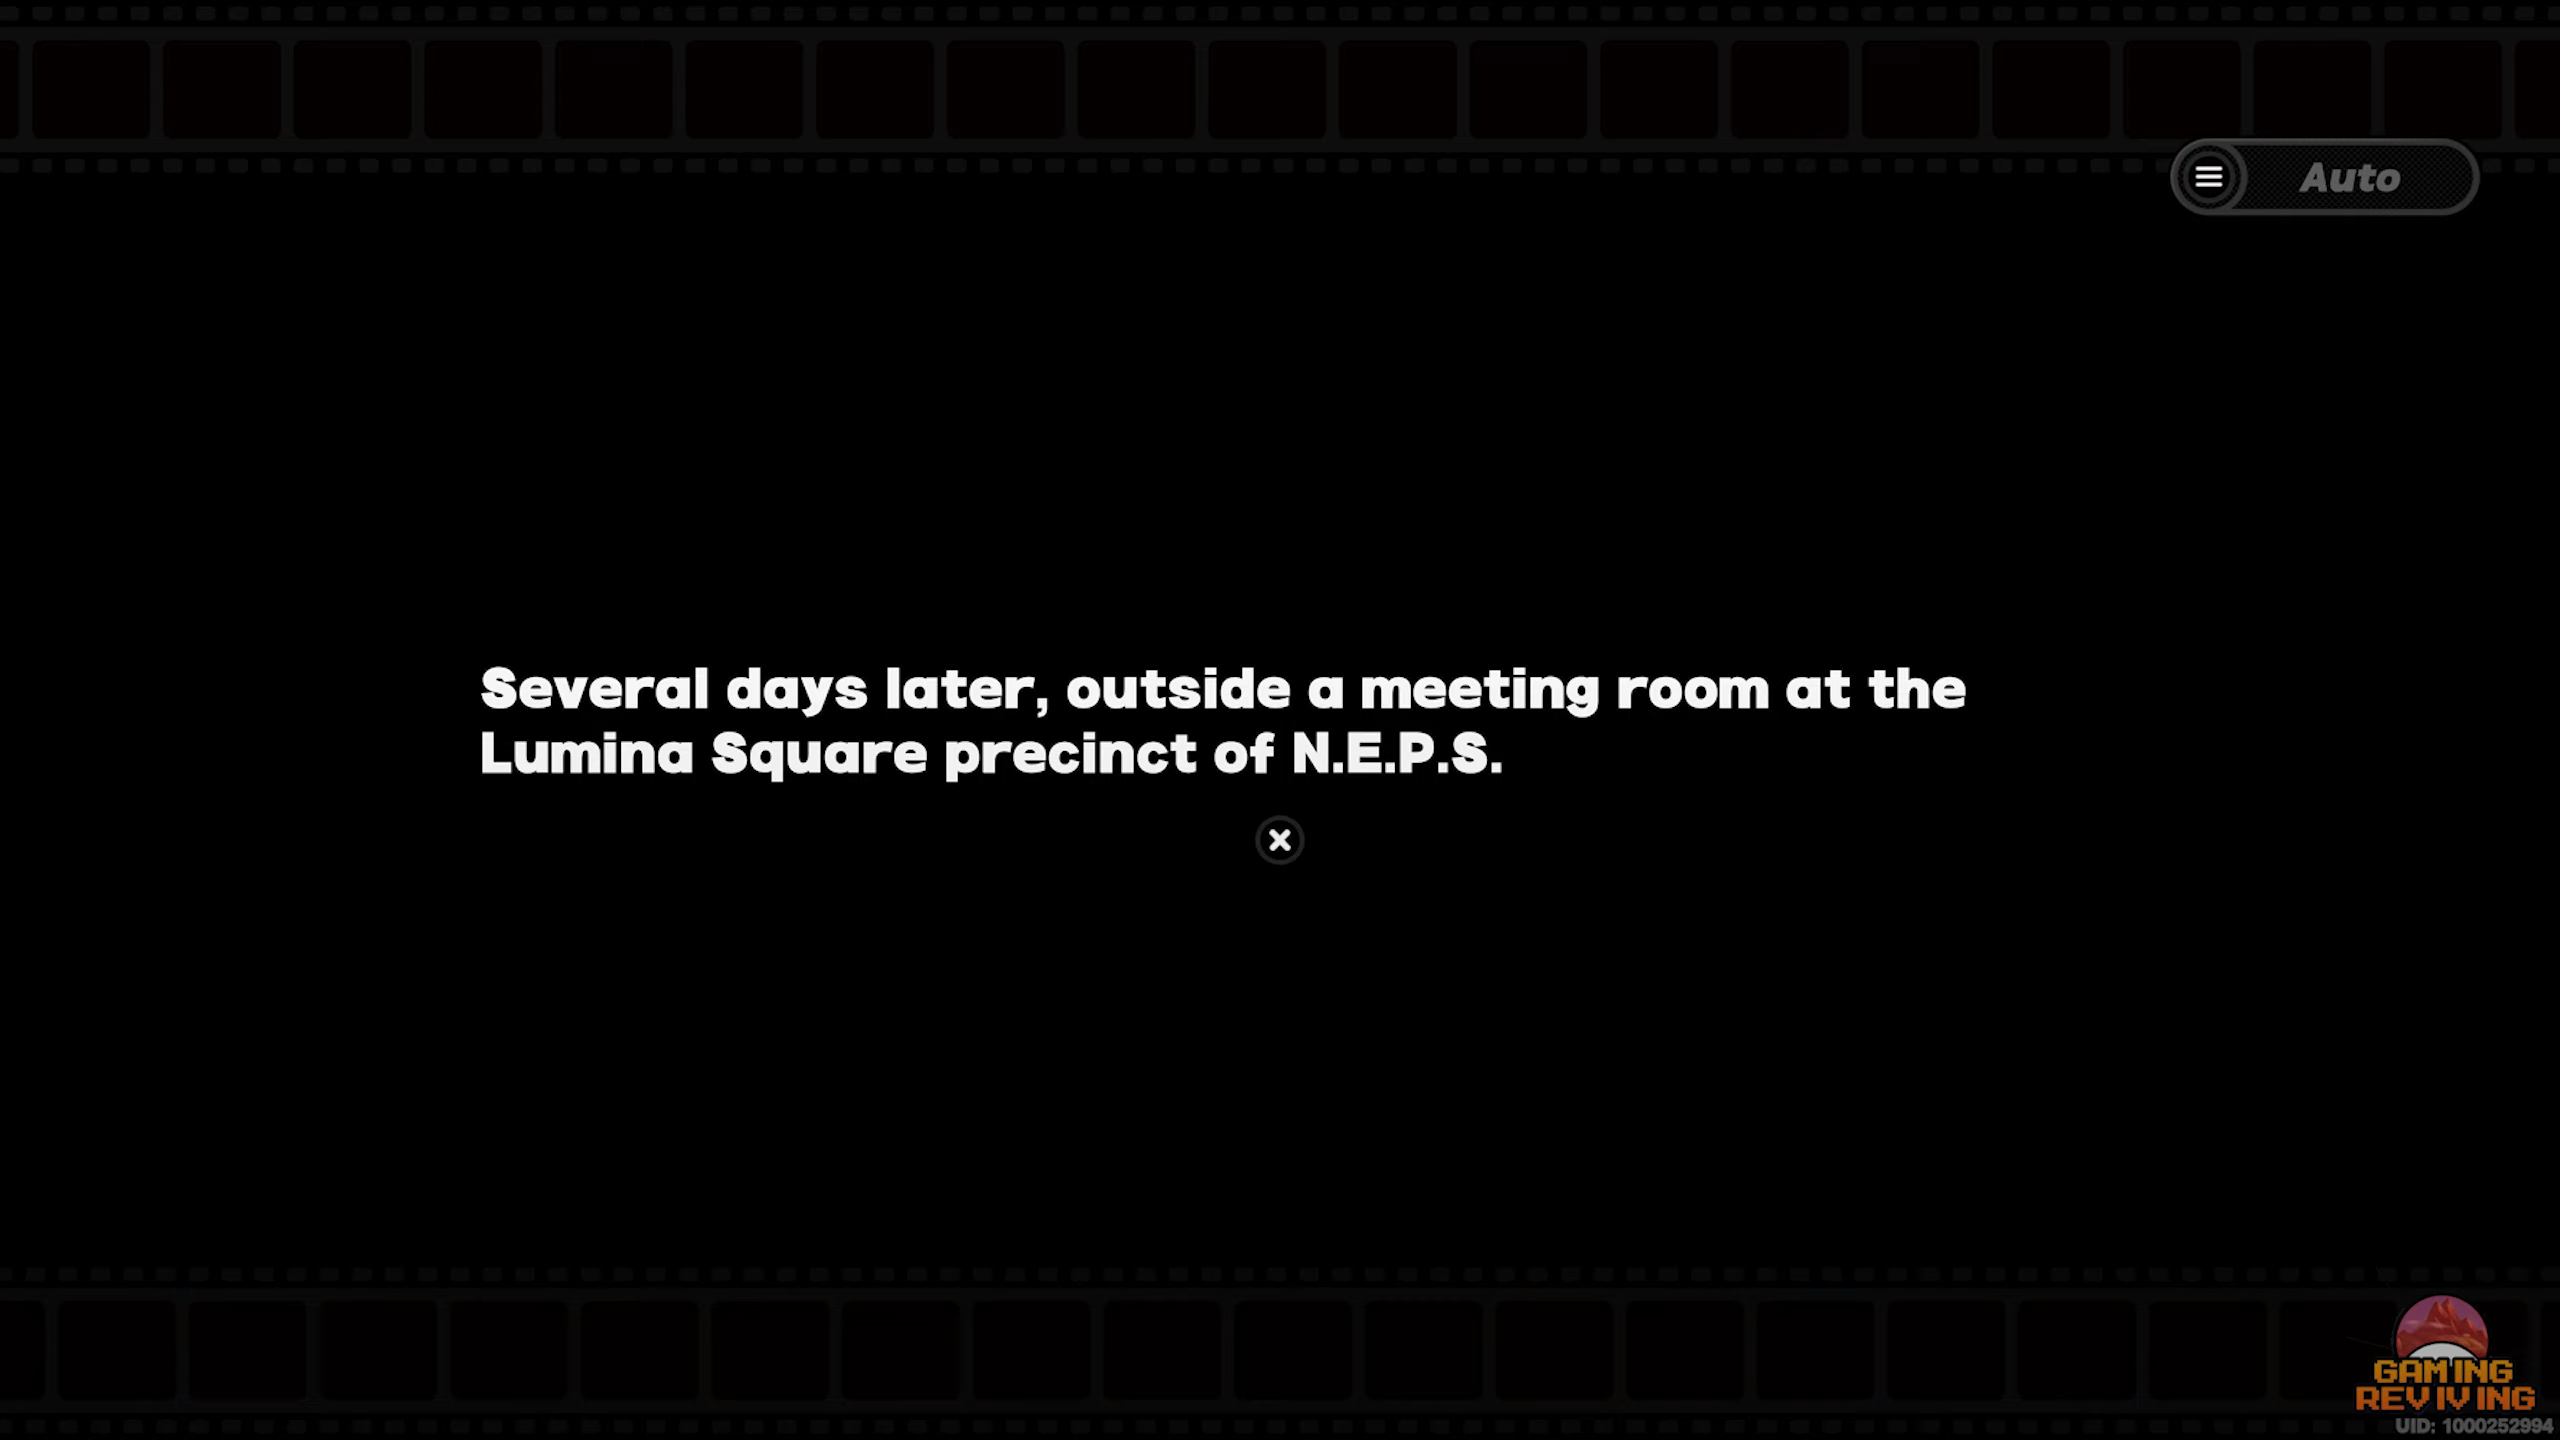 Auto
Several days later, outside a meeting room at the
Lumina Square precinct of N.E.P.S.
GAMING
REVIVING
UID: 1000252994